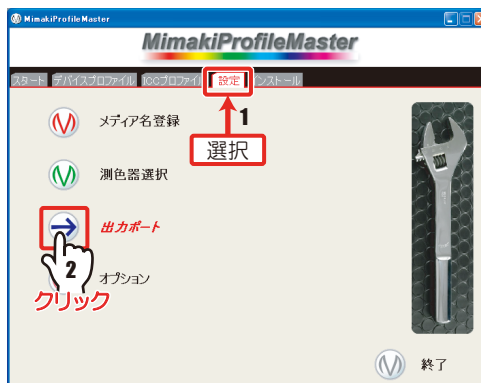 MimakiProfileMaster
MimakiProfileMaster
スタート デバイスプロファイル ICCプロファイル 設定 インストール
1
選択
メディア名登録
測色器選択
出力ポート
2
クリック
オプション
終了